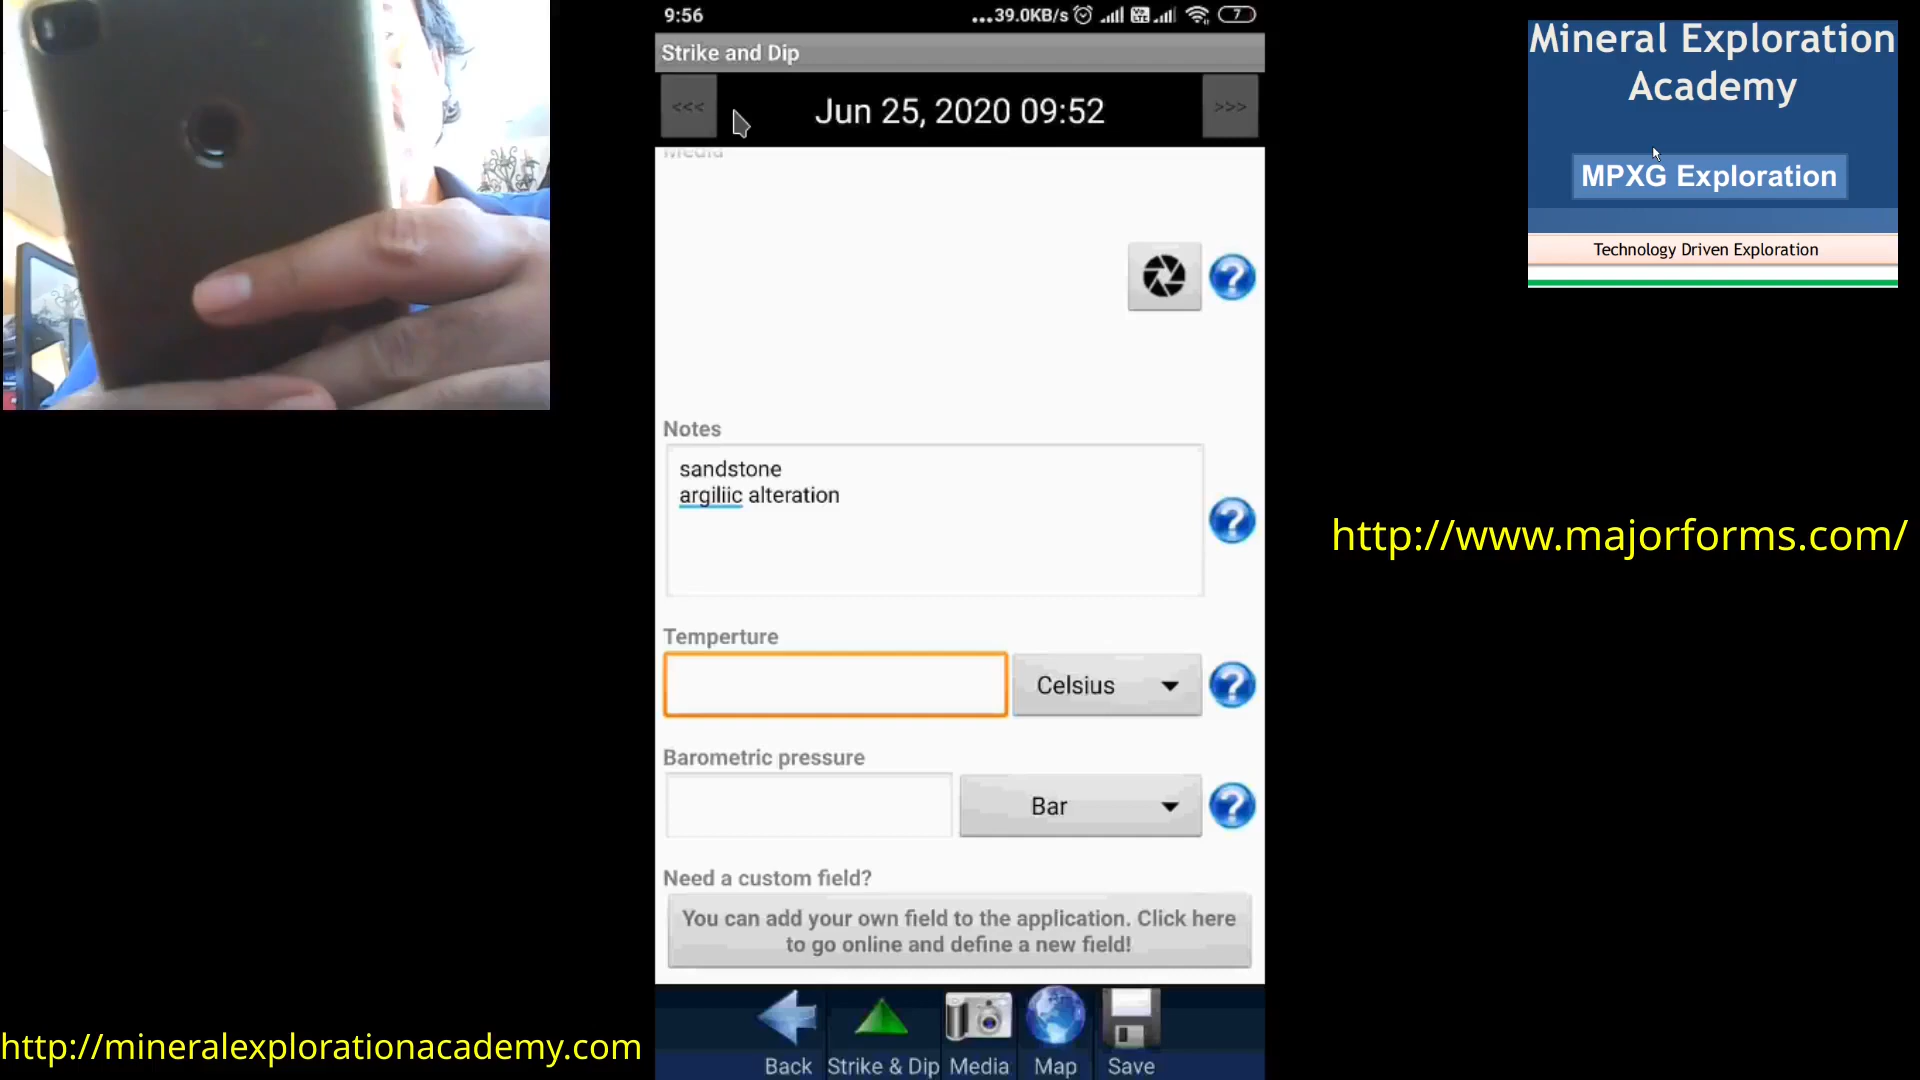 9:56
...39.0KB/s
7
Strike and Dip
<<<
Jun 25, 2020 09:52
>>>
Media
Notes
sandstone
argiliic alteration
Temperture
Celsius
Barometric pressure
Bar
Need a custom field?
You can add your own field to the application. Click here
to go online and define a new field!
Back
Strike & Dip
Media
Map
Save
Mineral Exploration
Academy
MPXG Exploration
Technology Driven Exploration
http://www.majorforms.com/
http://mineralexplorationacademy.com